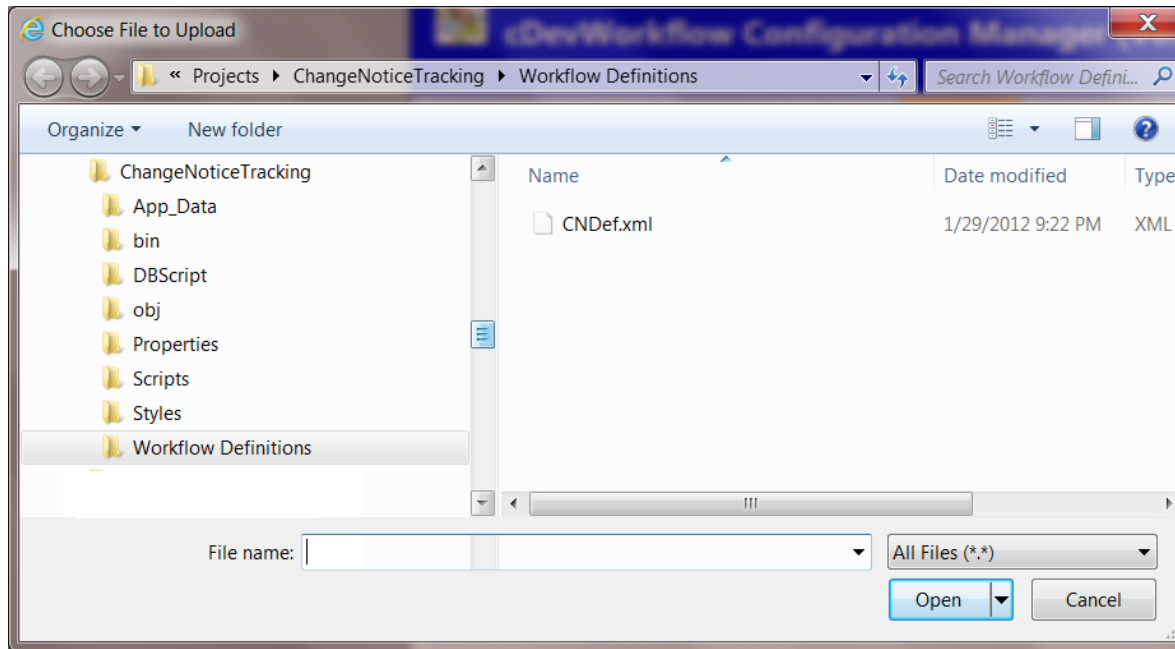 Choose File to Upload
cDevWorkflow Configuration Manager
« Projects ▸ ChangeNoticeTracking ▸ Workflow Definitions
Search Workflow Defini...
Organize New folder
ChangeNoticeTracking
App_Data
bin
DBScript
obj
Properties
Scripts
Styles
Workflow Definitions
Name Date modified Type
CNDef.xml 1/29/2012 9:22 PM XML
File name: All Files (*.*)
Open Cancel